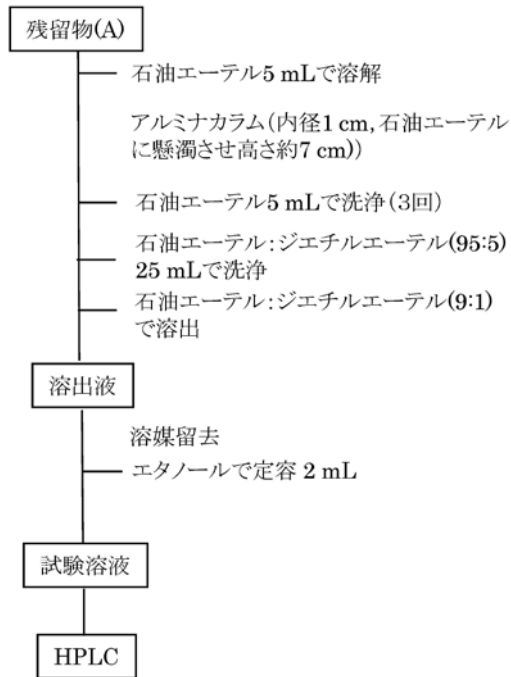 残留物(A)
石油エーテル5 mLで溶解
アルミナカラム(内径1 cm,石油エーテル
に懸濁させ高さ約7 cm))
石油エーテル5 mLで洗浄(3回)
石油エーテル:ジエチルエーテル(95:5)
25 mLで洗浄
石油エーテル:ジエチルエーテル(9:1)
で溶出
溶出液
溶媒留去
エタノールで定容 2 mL
試験溶液
HPLC